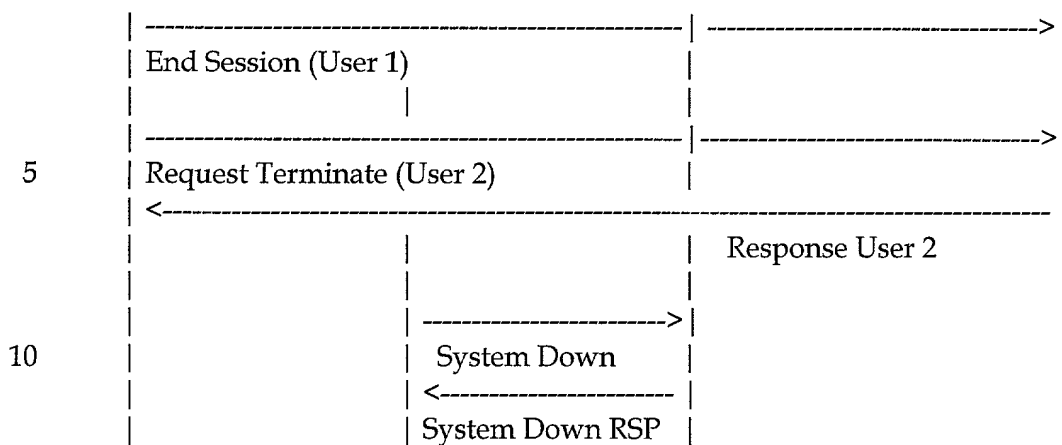 | ---------------------------------------- | ------------------------->
| End Session (User 1) |
| | |
| ---------------------------------------- | ------------------------->
5 | Request Terminate (User 2) |
| <------------------------------------------------------------------
| | | Response User 2
| | |
| | ------------------------>|
10 | | System Down |
| | <------------------------ |
| | System Down RSP |